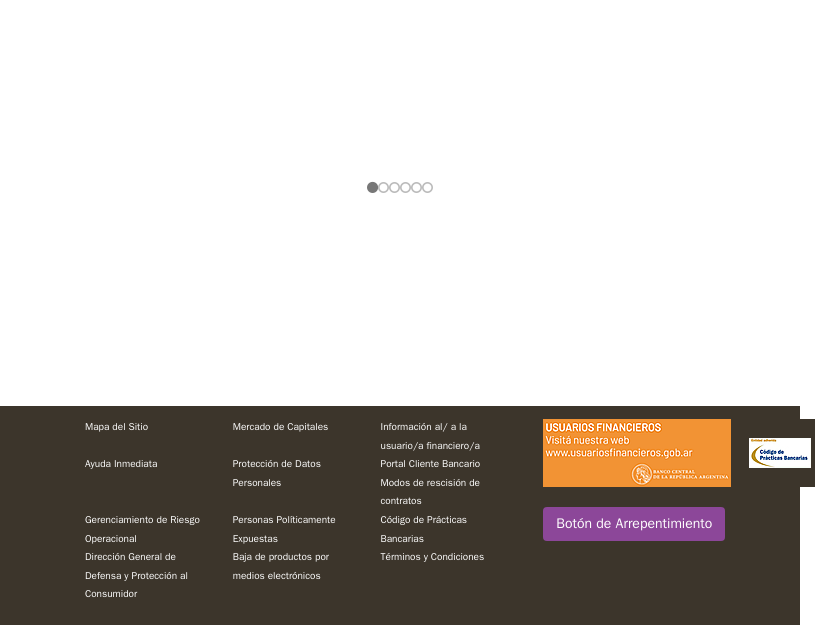 Mapa del Sitio
Mercado de Capitales
Información al/ a la
usuario/a financiero/a
Ayuda Inmediata
Protección de Datos
Personales
Portal Cliente Bancario
Modos de rescisión de
contratos
Gerenciamiento de Riesgo
Operacional
Personas Políticamente
Expuestas
Código de Prácticas
Bancarias
Dirección General de
Defensa y Protección al
Consumidor
Baja de productos por
medios electrónicos
Términos y Condiciones
USUARIOS FINANCIEROS
Visitá nuestra web
www.usuariosfinancieros.gob.ar
BANCO CENTRAL
DE LA REPÚBLICA ARGENTINA
Entidad adherida
Código de
Prácticas Bancarias
Botón de Arrepentimiento